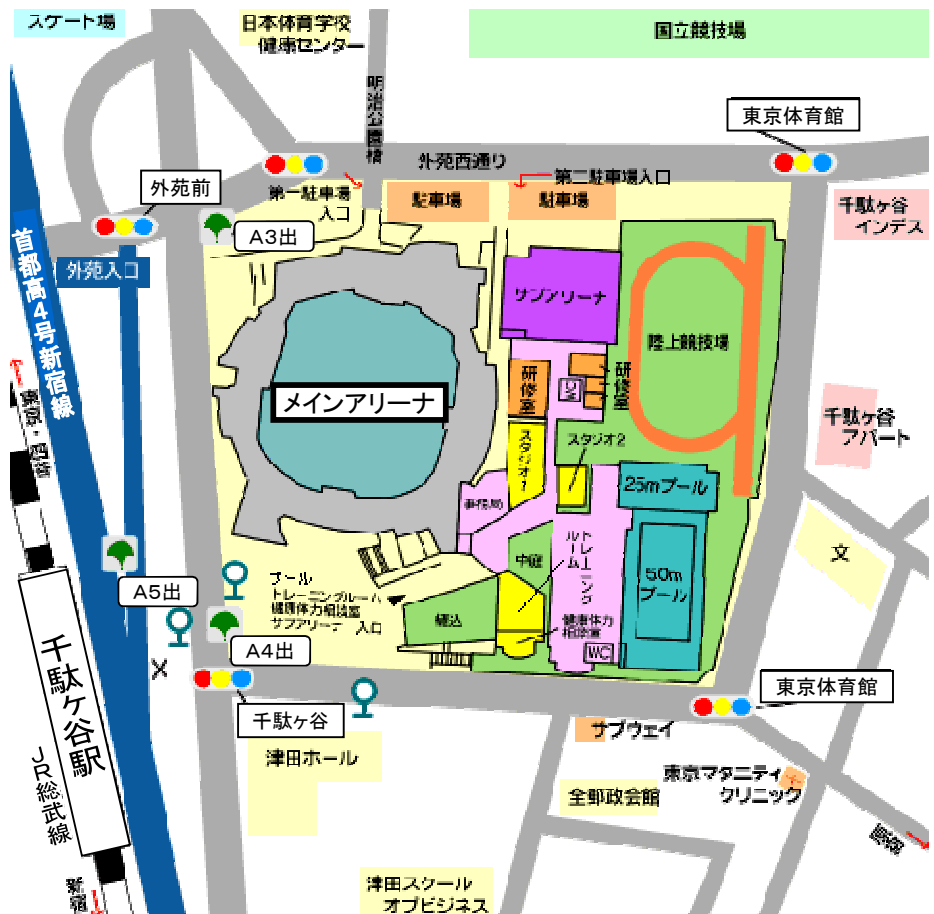 スケート場
日本体育学校
健康センター
国立競技場
明治公園橋
東京体育館
外苑西通り
第二駐車場入口
外苑前
第一駐車場
入口
駐車場
駐車場
千駄ヶ谷
インデス
A3出
首都高4号新宿線
外苑入口
サブアリーナ
陸上競技場
メインアリーナ
研修室
研修室
スタジオ1
スタジオ2
千駄ヶ谷
アパート
25mプール
事務局
中庭
トレーニング
ルーム
50m
プール
文
A5出
プール
トレーニングルーム
健康体力相談室
サブアリーナ 入口
植込
健康体力
相談室
WC
A4出
千駄ヶ谷駅
JR総武線
千駄ヶ谷
東京体育館
津田ホール
サブウェイ
東京マタニティ
クリニック
全郵政会館
新宿
津田スクール
オブビジネス